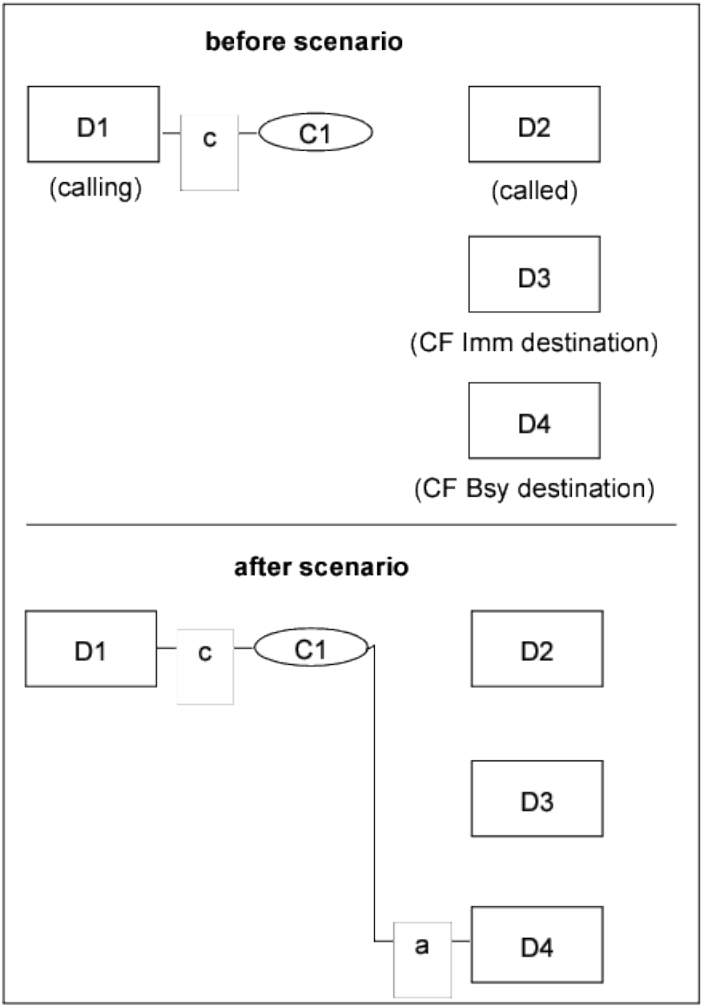 before scenario
D1 c C1 D2
(calling) (called)
D3
(CF Imm destination)
D4
(CF Bsy destination)
after scenario
D1 c C1 D2
D3
a D4